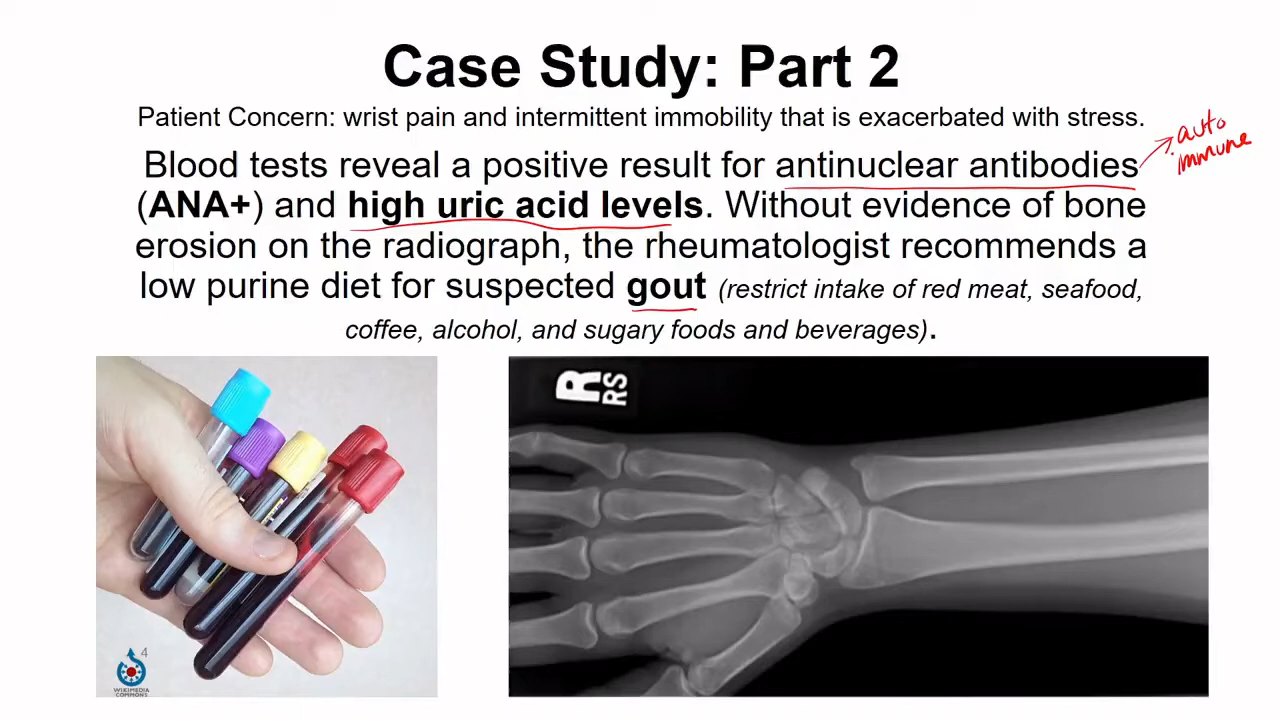 Case Study: Part 2
Patient Concern: wrist pain and intermittent immobility that is exacerbated with stress.
auto
immune
Blood tests reveal a positive result for antinuclear antibodies
(ANA+) and high uric acid levels. Without evidence of bone
erosion on the radiograph, the rheumatologist recommends a
low purine diet for suspected gout (restrict intake of red meat, seafood,
coffee, alcohol, and sugary foods and beverages).
R
RS
4
WIKIMEDIA
COMMONS